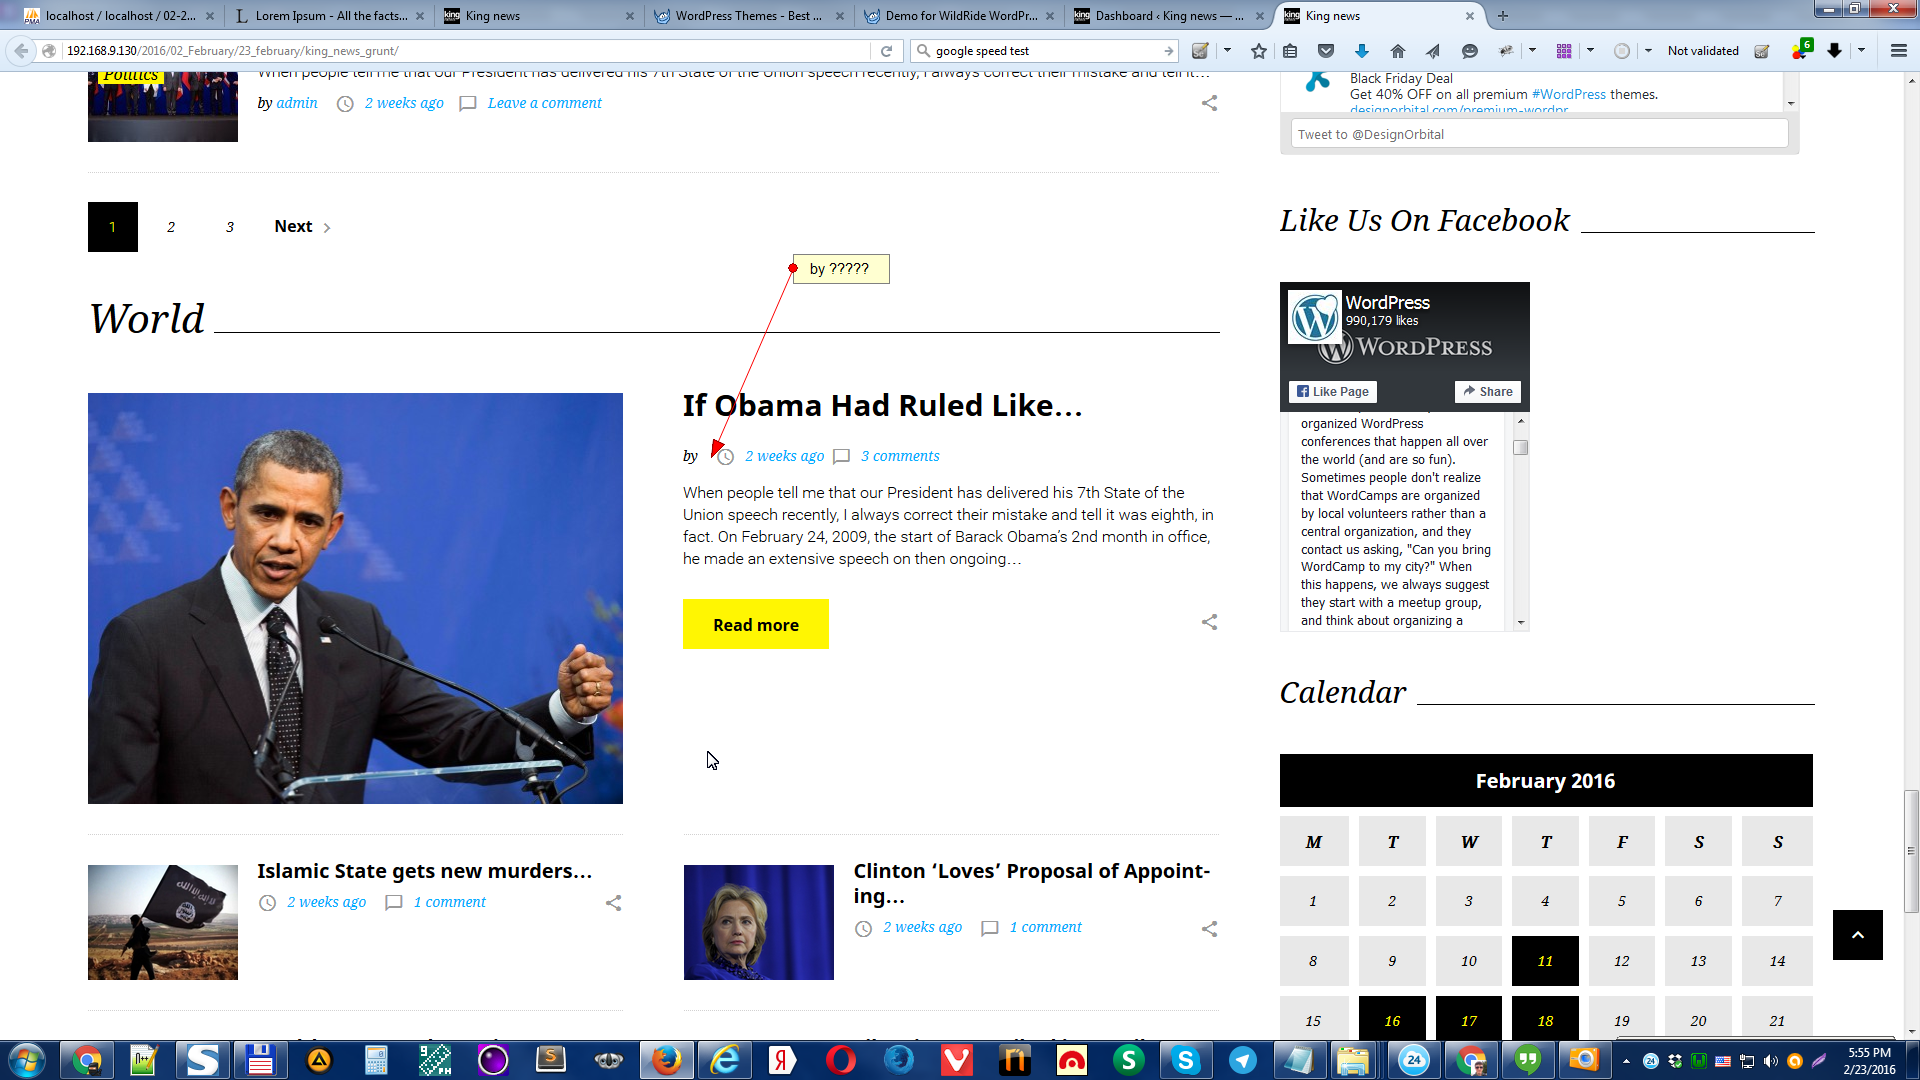 localhost / localhost / 02-2...
Lorem Ipsum - All the facts...
King news
WordPress Themes - Best ...
Demo for WildRide WordPr...
Dashboard ‹ King news — ...
King news
192.168.9.130/2016/02_February/23_february/king_news_grunt/
google speed test
Not validated
6
Politics
When people tell me that our President has delivered his 7th State of the Union speech recently, I always correct their mistake and tell it…
by admin 2 weeks ago Leave a comment
1 2 3 Next
by ?????
World
If Obama Had Ruled Like…
by 2 weeks ago 3 comments
When people tell me that our President has delivered his 7th State of the
Union speech recently, I always correct their mistake and tell it was eighth, in
fact. On February 24, 2009, the start of Barack Obama’s 2nd month in office,
he made an extensive speech on then ongoing…
Read more
Islamic State gets new murders…
2 weeks ago 1 comment
Clinton ‘Loves’ Proposal of Appoint-
ing…
2 weeks ago 1 comment
Black Friday Deal
Get 40% OFF on all premium #WordPress themes.
designorbital.com/premium-wordpr...
Tweet to @DesignOrbital
Like Us On Facebook
WordPress
990,179 likes
WORDPRESS
Like Page Share
organized WordPress
conferences that happen all over
the world (and are so fun).
Sometimes people don't realize
that WordCamps are organized
by local volunteers rather than a
central organization, and they
contact us asking, "Can you bring
WordCamp to my city?" When
this happens, we always suggest
they start with a meetup group,
and think about organizing a
Calendar
February 2016
M T W T F S S
1 2 3 4 5 6 7
8 9 10 11 12 13 14
15 16 17 18 19 20 21
5:55 PM
2/23/2016